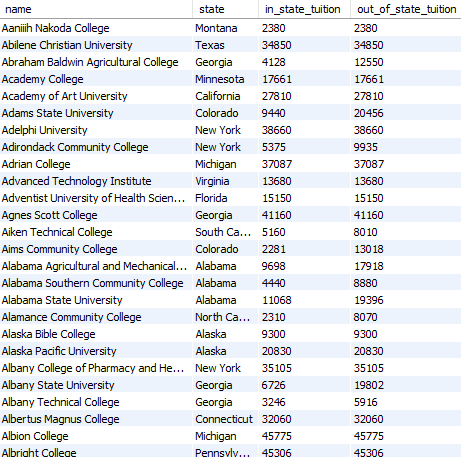 name state in_state_tuition out_of_state_tuition
Aaniiih Nakoda College Montana 2380 2380
Abilene Christian University Texas 34850 34850
Abraham Baldwin Agricultural College Georgia 4128 12550
Academy College Minnesota 17661 17661
Academy of Art University California 27810 27810
Adams State University Colorado 9440 20456
Adelphi University New York 38660 38660
Adirondack Community College New York 5375 9935
Adrian College Michigan 37087 37087
Advanced Technology Institute Virginia 13680 13680
Adventist University of Health Scien... Florida 15150 15150
Agnes Scott College Georgia 41160 41160
Aiken Technical College South Ca... 5160 8010
Aims Community College Colorado 2281 13018
Alabama Agricultural and Mechanical... Alabama 9698 17918
Alabama Southern Community College Alabama 4440 8880
Alabama State University Alabama 11068 19396
Alamance Community College North Ca... 2310 8070
Alaska Bible College Alaska 9300 9300
Alaska Pacific University Alaska 20830 20830
Albany College of Pharmacy and He... New York 35105 35105
Albany State University Georgia 6726 19802
Albany Technical College Georgia 3246 5916
Albertus Magnus College Connecticut 32060 32060
Albion College Michigan 45775 45775
Albright College Pennsylv... 45306 45306